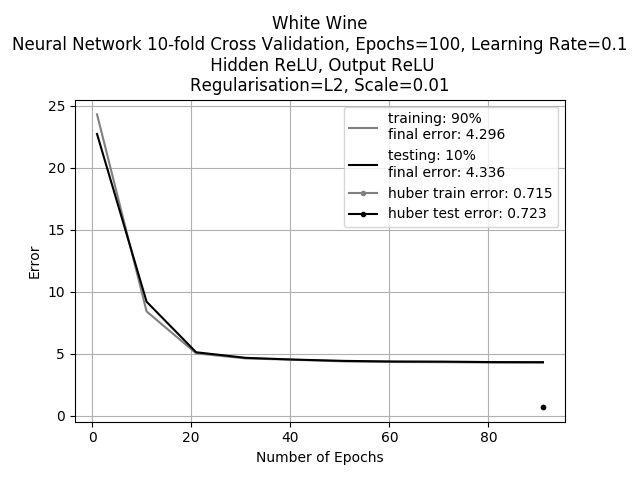 White Wine
Neural Network 10-fold Cross Validation, Epochs=100, Learning Rate=0.1
Hidden ReLU, Output ReLU
Regularisation=L2, Scale=0.01
training: 90%
final error: 4.296
testing: 10%
final error: 4.336
huber train error: 0.715
huber test error: 0.723
Error
25
20
15
10
5
0
0 20 40 60 80
Number of Epochs